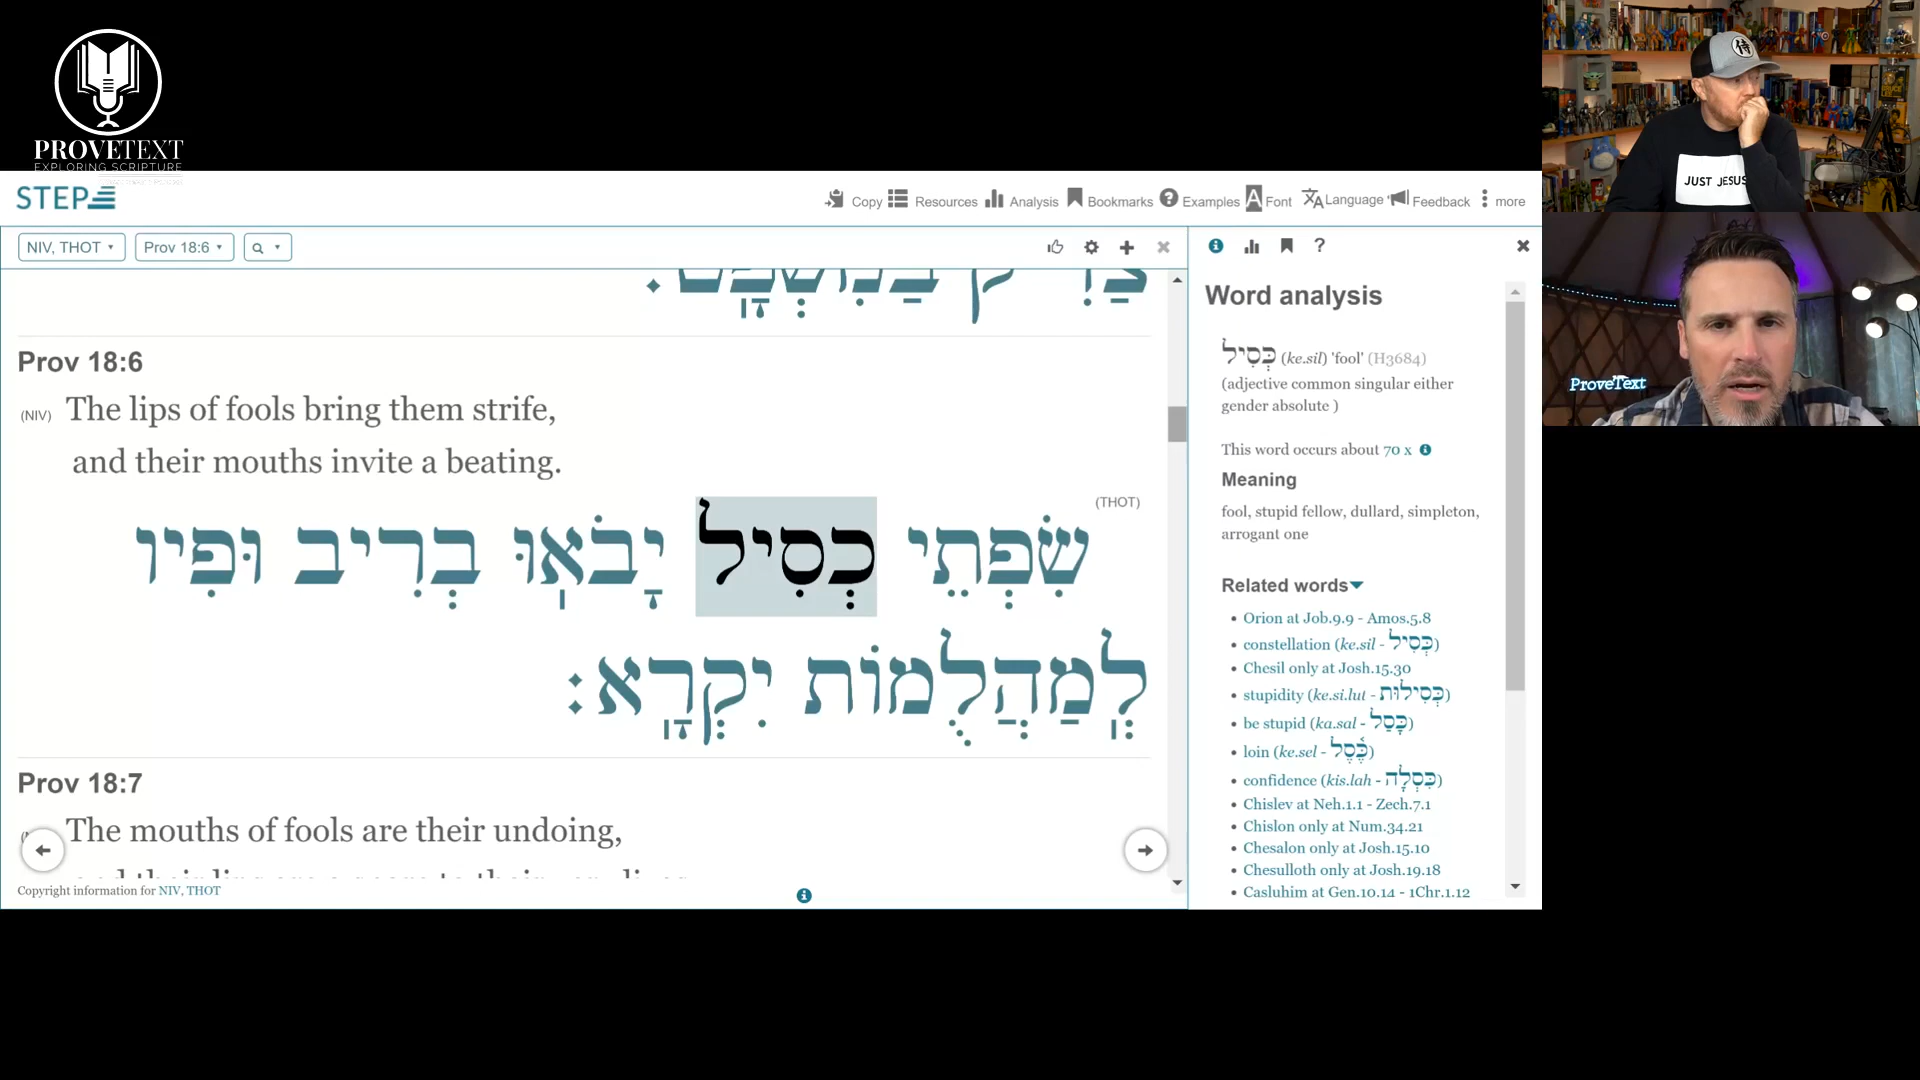 PROVETEXT
EXPLORING SCRIPTURE
STEP
Copy Resources Analysis Bookmarks Examples Font Language Feedback more
NIV, THOT Prov 18:6
Prov 18:6
(NIV) The lips of fools bring them strife,
and their mouths invite a beating.
(THOT)
שִׂפְתֵי כְסִיל יָבֹאֽוּ בְרִיב וּפִיו
לְֽמַהֲלֻמוֹת יִקְרָֽא׃
Prov 18:7
The mouths of fools are their undoing,
Copyright information for NIV, THOT
Word analysis
כְּסִיל (ke.sil) 'fool' (H3684)
(adjective common singular either
gender absolute )
This word occurs about 70 x
Meaning
fool, stupid fellow, dullard, simpleton,
arrogant one
Related words
Orion at Job.9.9 - Amos.5.8
constellation (ke.sil - כְּסִיל)
Chesil only at Josh.15.30
stupidity (ke.si.lut - כְּסִילוּת)
be stupid (ka.sal - כָּסַל)
loin (ke.sel - כֶּ֫סֶל)
confidence (kis.lah - כִּסְלָה)
Chislev at Neh.1.1 - Zech.7.1
Chislon only at Num.34.21
Chesalon only at Josh.15.10
Chesulloth only at Josh.19.18
Casluhim at Gen.10.14 - 1Chr.1.12
侍
JUST JESUS
ProveText